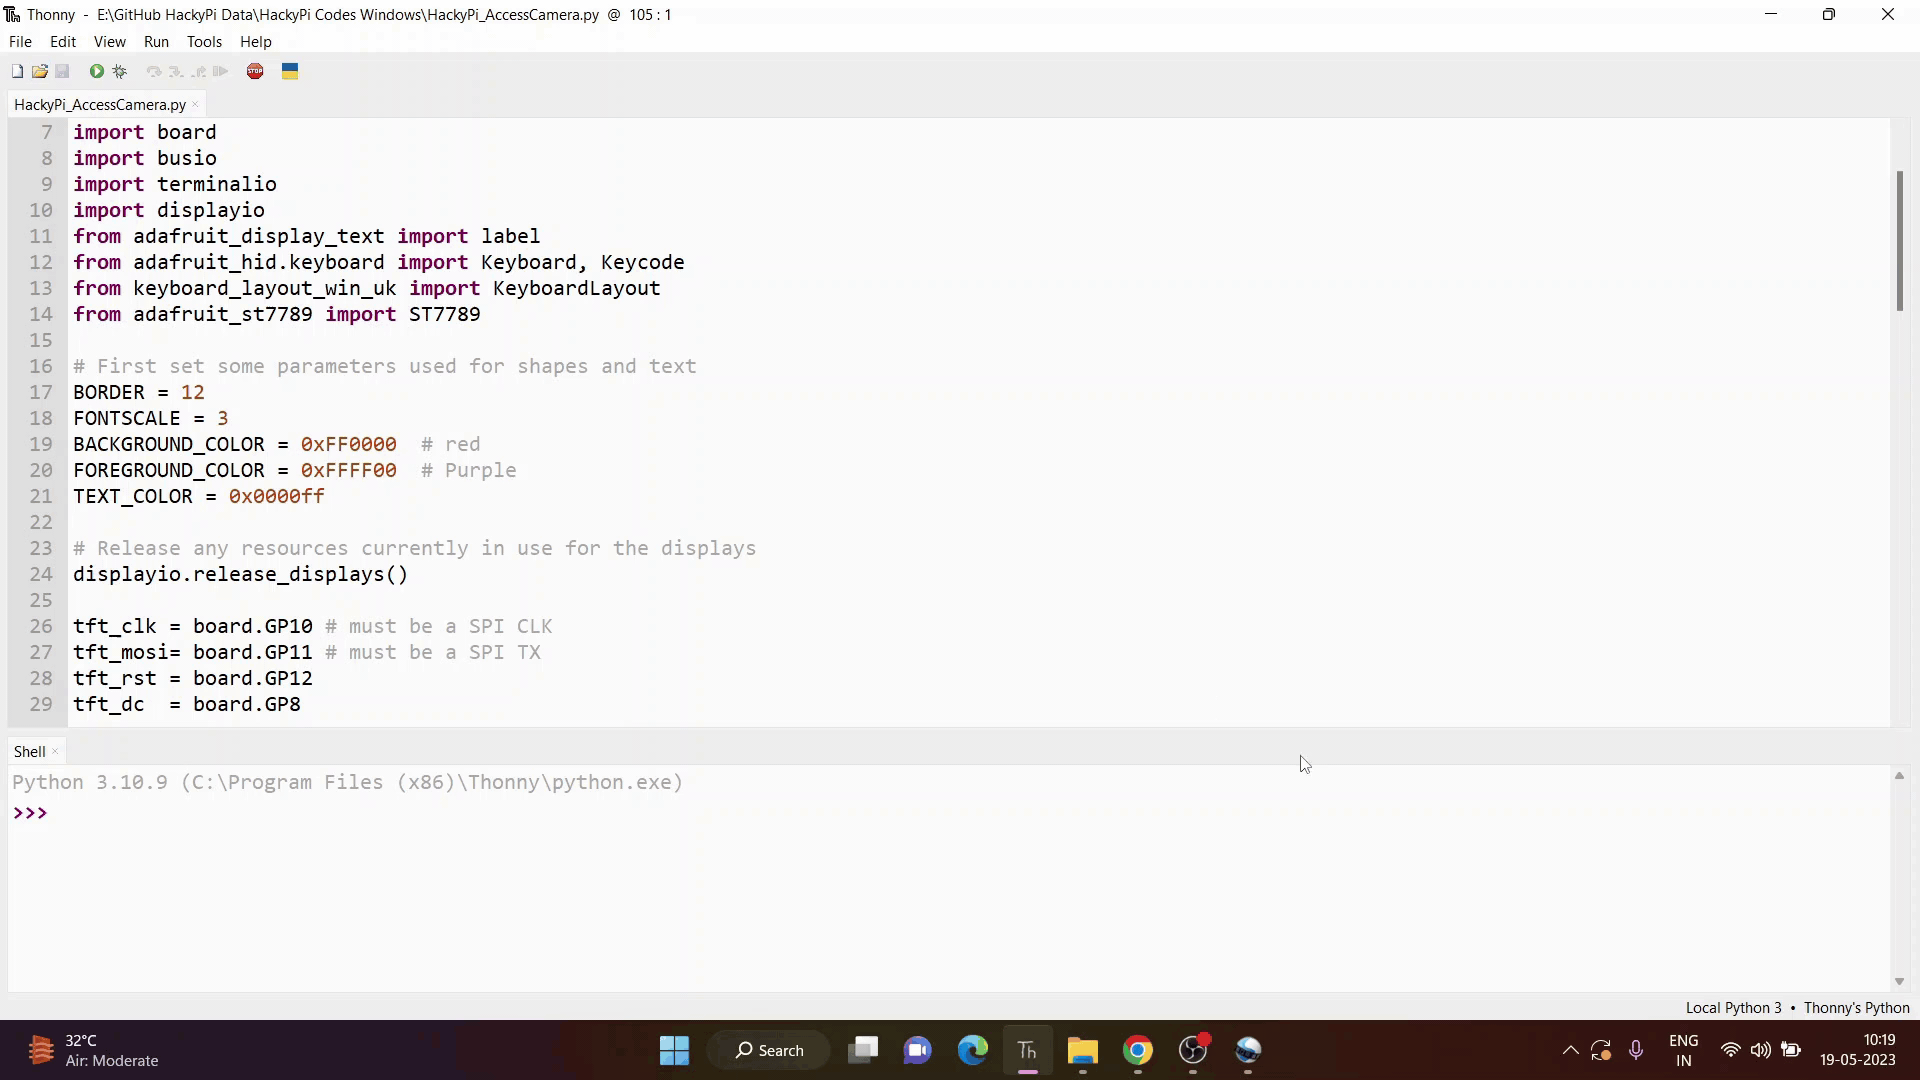 Thonny - E:\GitHub HackyPi Data\HackyPi Codes Windows\HackyPi_AccessCamera.py @ 105 : 1
File Edit View Run Tools Help
STOP
HackyPi_AccessCamera.py ×
7 import board
8 import busio
9 import terminalio
10 import displayio
11 from adafruit_display_text import label
12 from adafruit_hid.keyboard import Keyboard, Keycode
13 from keyboard_layout_win_uk import KeyboardLayout
14 from adafruit_st7789 import ST7789
15
16 # First set some parameters used for shapes and text
17 BORDER = 12
18 FONTSCALE = 3
19 BACKGROUND_COLOR = 0xFF0000  # red
20 FOREGROUND_COLOR = 0xFFFF00  # Purple
21 TEXT_COLOR = 0x0000ff
22
23 # Release any resources currently in use for the displays
24 displayio.release_displays()
25
26 tft_clk = board.GP10 # must be a SPI CLK
27 tft_mosi= board.GP11 # must be a SPI TX
28 tft_rst = board.GP12
29 tft_dc  = board.GP8
Shell ×
Python 3.10.9 (C:\Program Files (x86)\Thonny\python.exe)
>>>
Local Python 3 • Thonny's Python
32°C
Air: Moderate
Search
Th
ENG
IN
10:19
19-05-2023